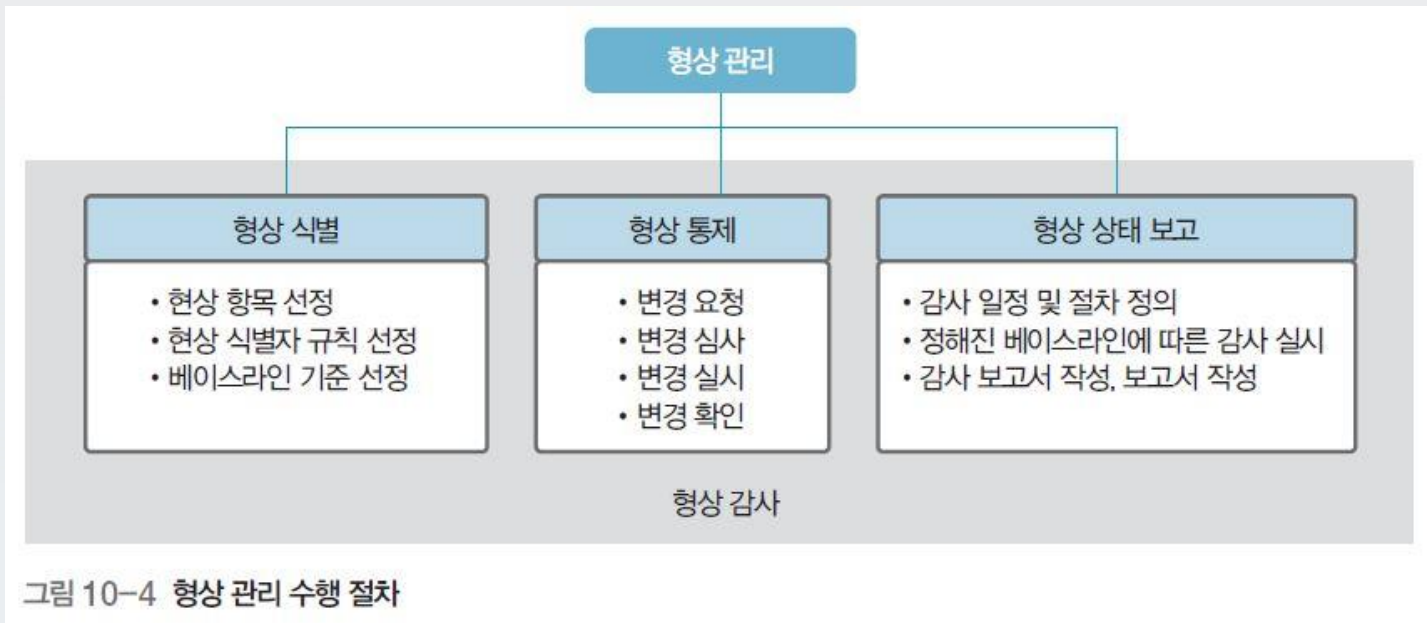 형상 관리
형상 식별
• 현상 항목 선정
• 현상 식별자 규칙 선정
• 베이스라인 기준 선정
형상 통제
• 변경 요청
• 변경 심사
• 변경 실시
• 변경 확인
형상 상태 보고
• 감사 일정 및 절차 정의
• 정해진 베이스라인에 따른 감사 실시
• 감사 보고서 작성, 보고서 작성
형상 감사
그림 10-4 형상 관리 수행 절차